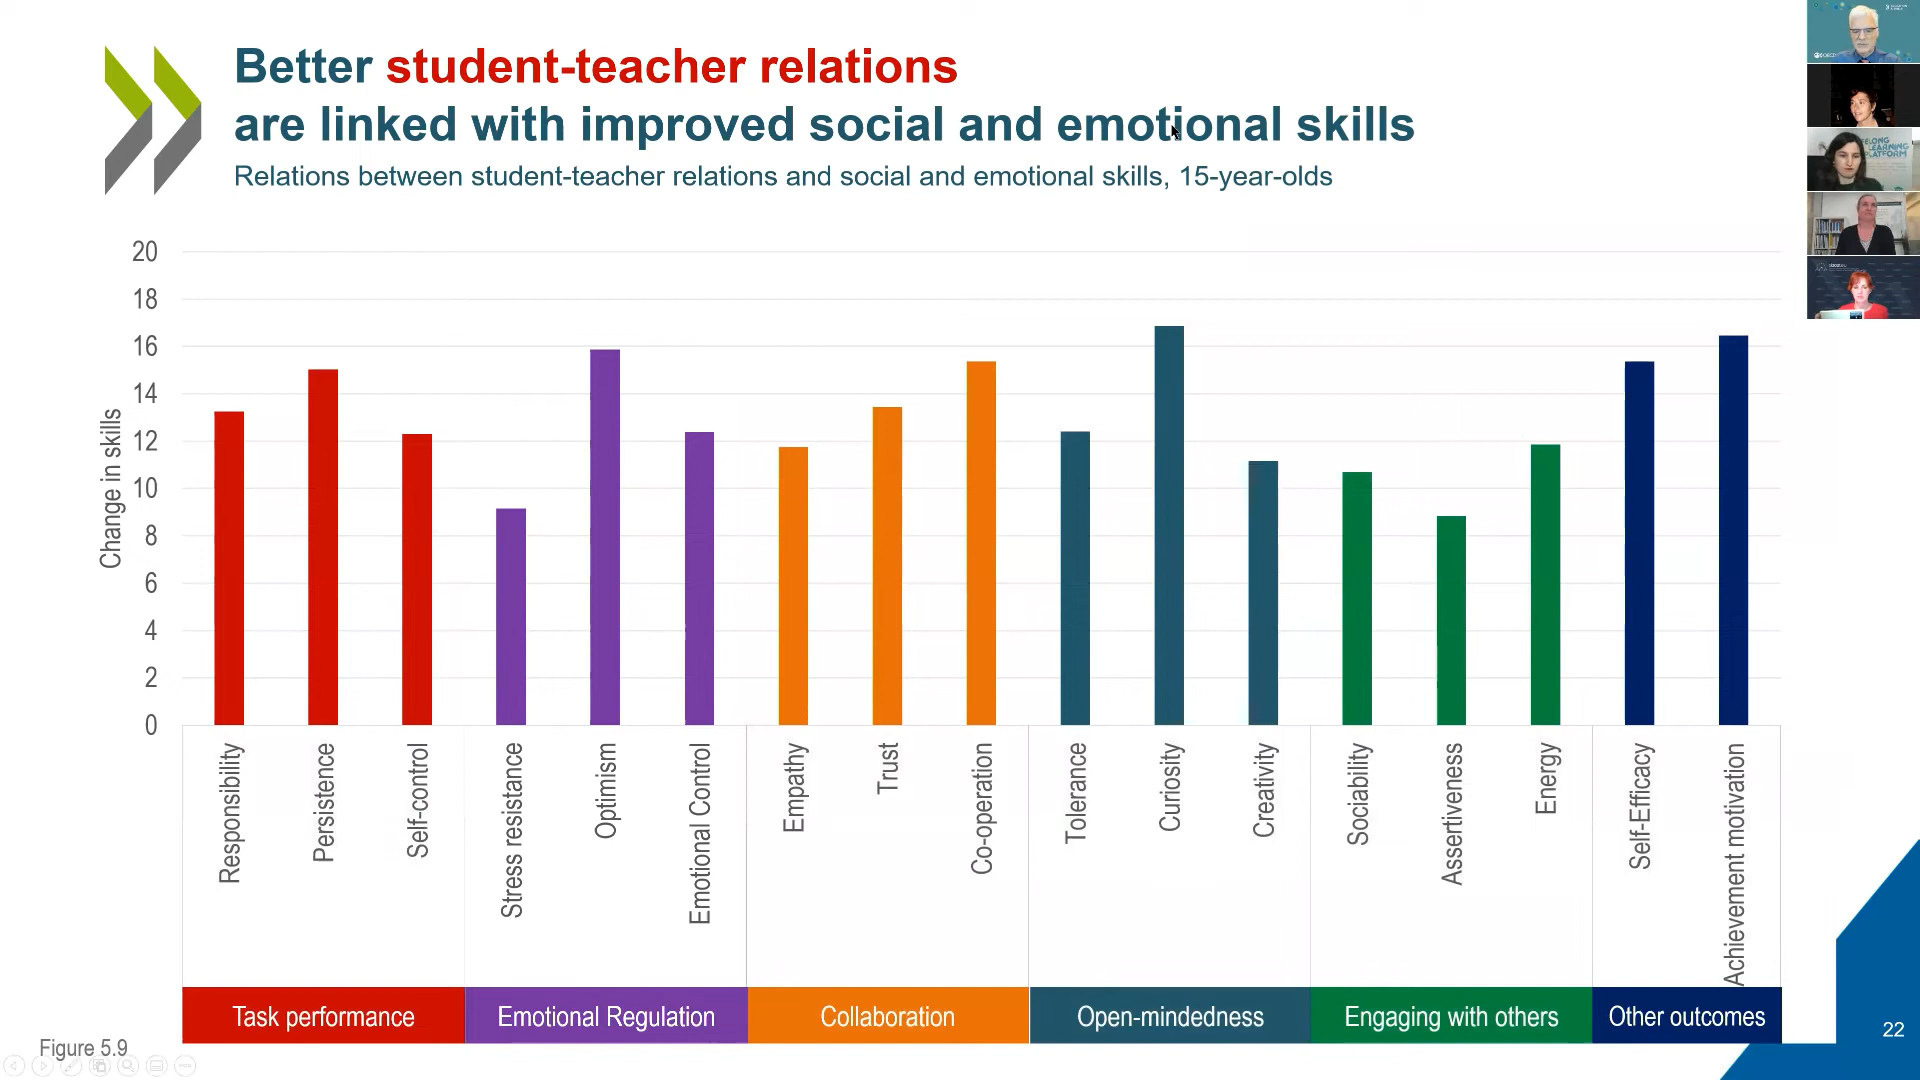 Better student-teacher relations
are linked with improved social and emotional skills
Relations between student-teacher relations and social and emotional skills, 15-year-olds
Change in skills
20
18
16
14
12
10
8
6
4
2
0
Responsibility
Persistence
Self-control
Stress resistance
Optimism
Emotional Control
Empathy
Trust
Co-operation
Tolerance
Curiosity
Creativity
Sociability
Assertiveness
Energy
Self-Efficacy
Achievement motivation
Task performance
Emotional Regulation
Collaboration
Open-mindedness
Engaging with others
Other outcomes
Figure 5.9
22
LEARNING
PLATFORM